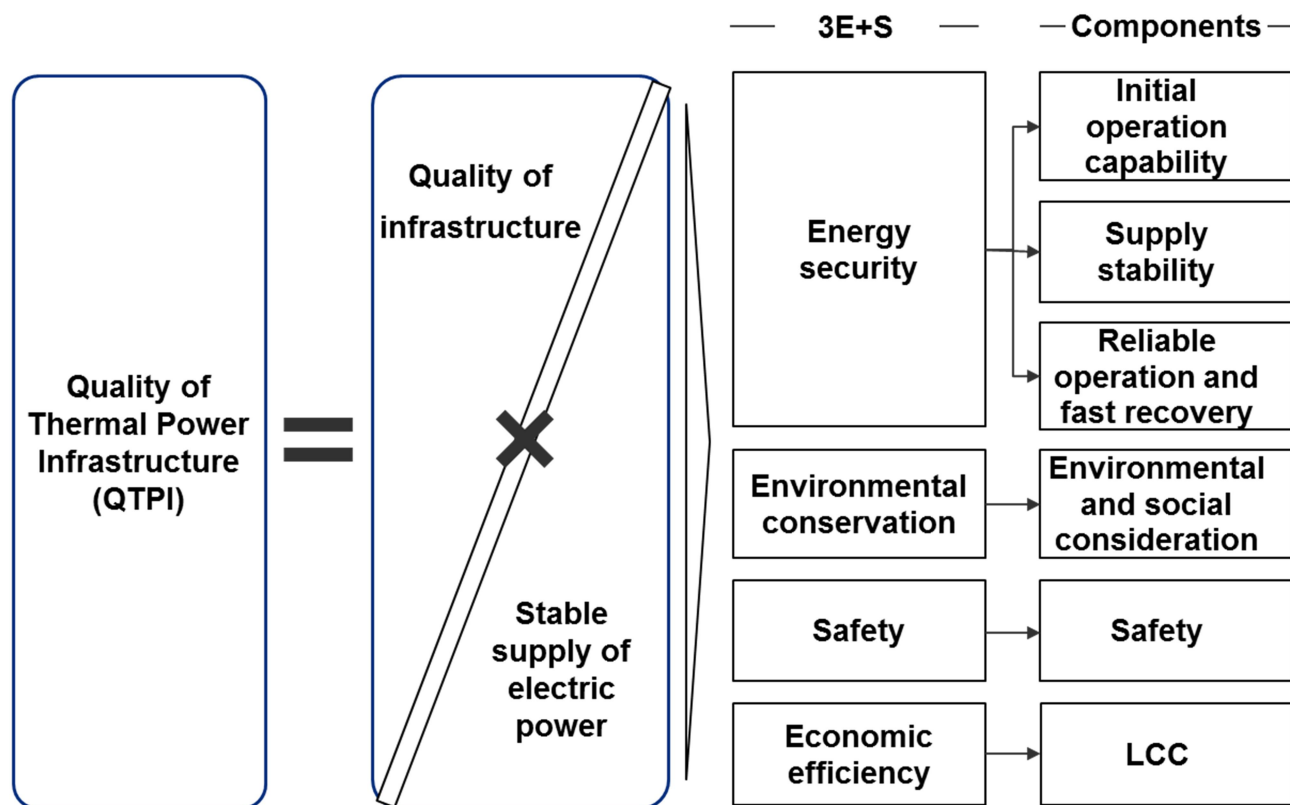 3E+S
Components
Quality of
Thermal Power
Infrastructure
(QTPI)
=
Quality of
infrastructure
×
Stable
supply of
electric
power
Energy
security
Initial
operation
capability
Supply
stability
Reliable
operation and
fast recovery
Environmental
conservation
Environmental
and social
consideration
Safety
Safety
Economic
efficiency
LCC